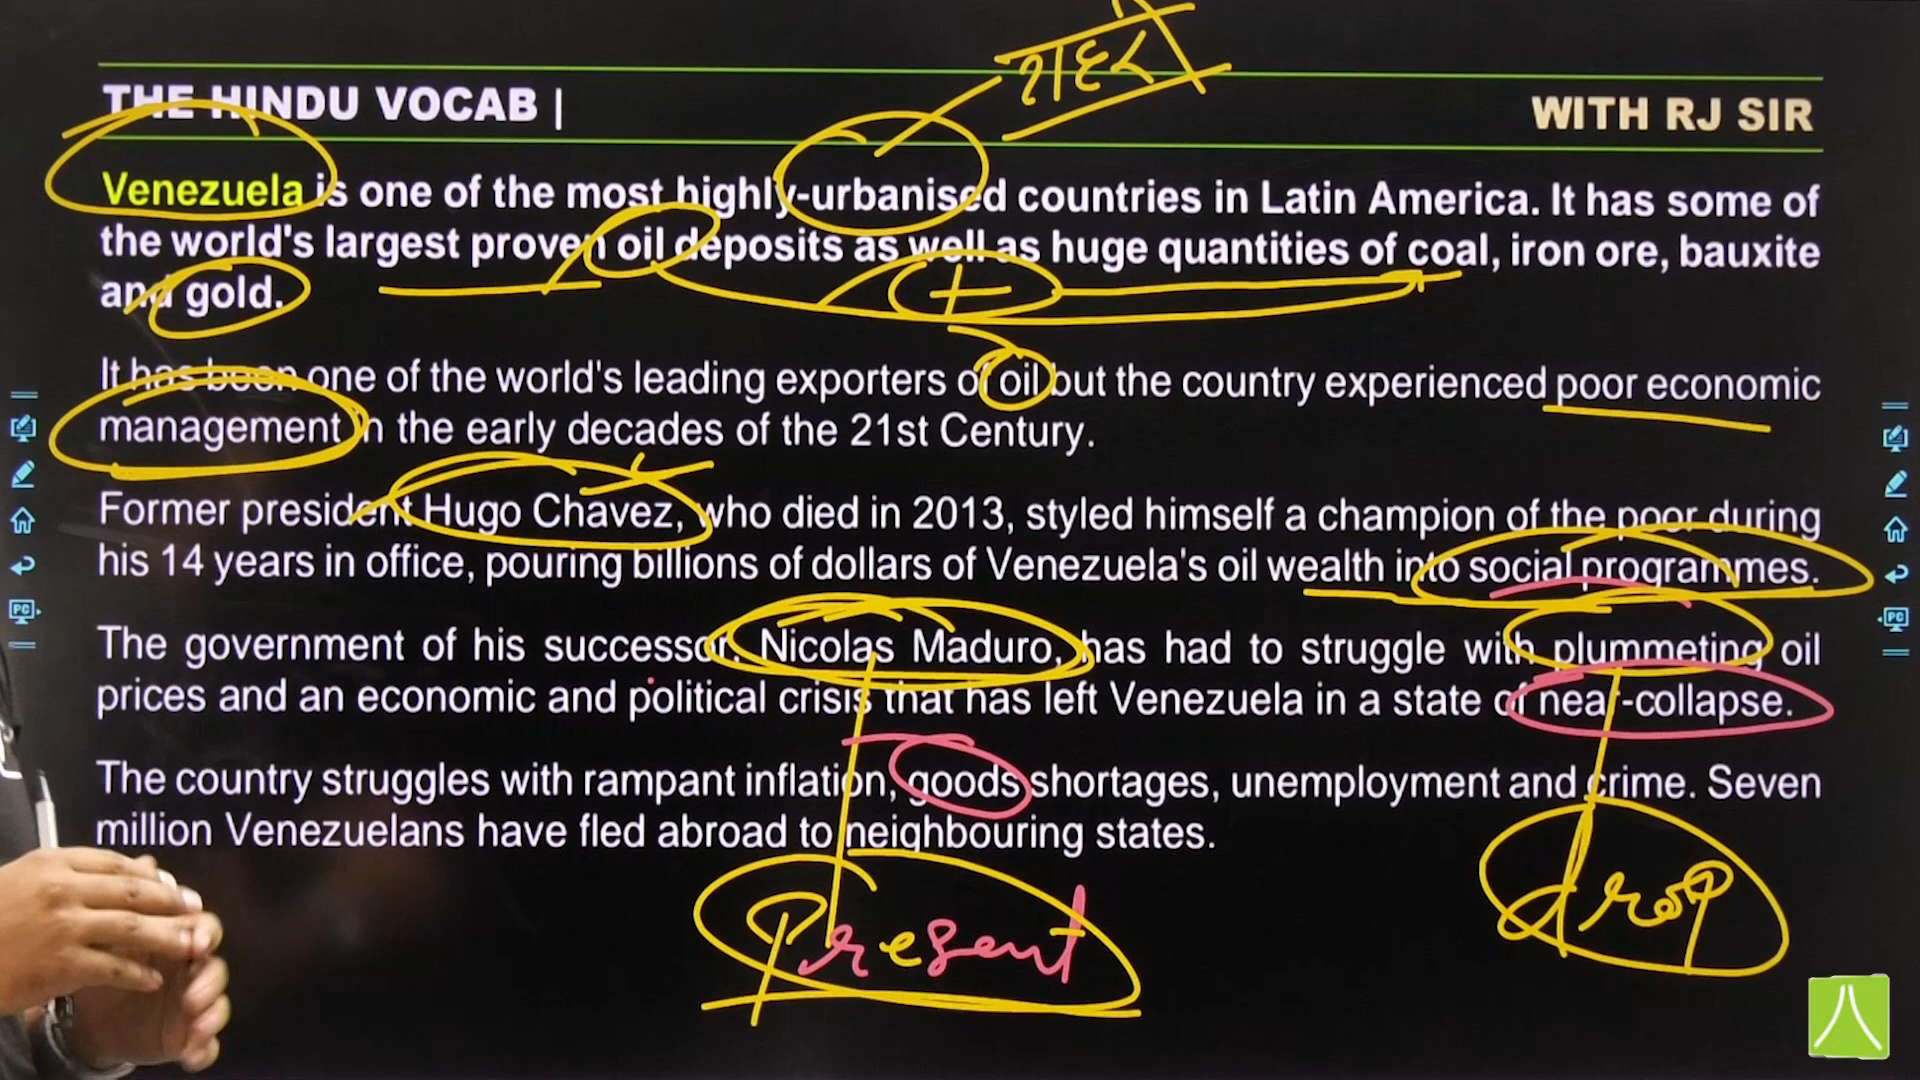 शहर
THE HINDU VOCAB |
WITH RJ SIR
Venezuela is one of the most highly-urbanised countries in Latin America. It has some of
the world's largest proven oil deposits as well as huge quantities of coal, iron ore, bauxite
and gold.
+
It has been one of the world's leading exporters of oil but the country experienced poor economic
management in the early decades of the 21st Century.
Former president Hugo Chavez, who died in 2013, styled himself a champion of the poor during
his 14 years in office, pouring billions of dollars of Venezuela's oil wealth into social programmes.
The government of his successor, Nicolas Maduro, has had to struggle with plummeting oil
prices and an economic and political crisis that has left Venezuela in a state of near-collapse.
The country struggles with rampant inflation, goods shortages, unemployment and crime. Seven
million Venezuelans have fled abroad to neighbouring states.
Present
drop
PC
PC